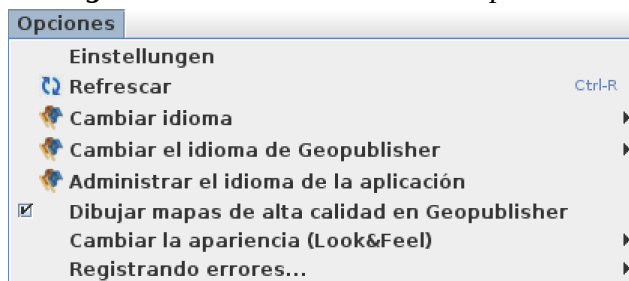 Opciones
Einstellungen
Refrescar Ctrl-R
Cambiar idioma
Cambiar el idioma de Geopublisher
Administrar el idioma de la aplicación
Dibujar mapas de alta calidad en Geopublisher
Cambiar la apariencia (Look&Feel)
Registrando errores...